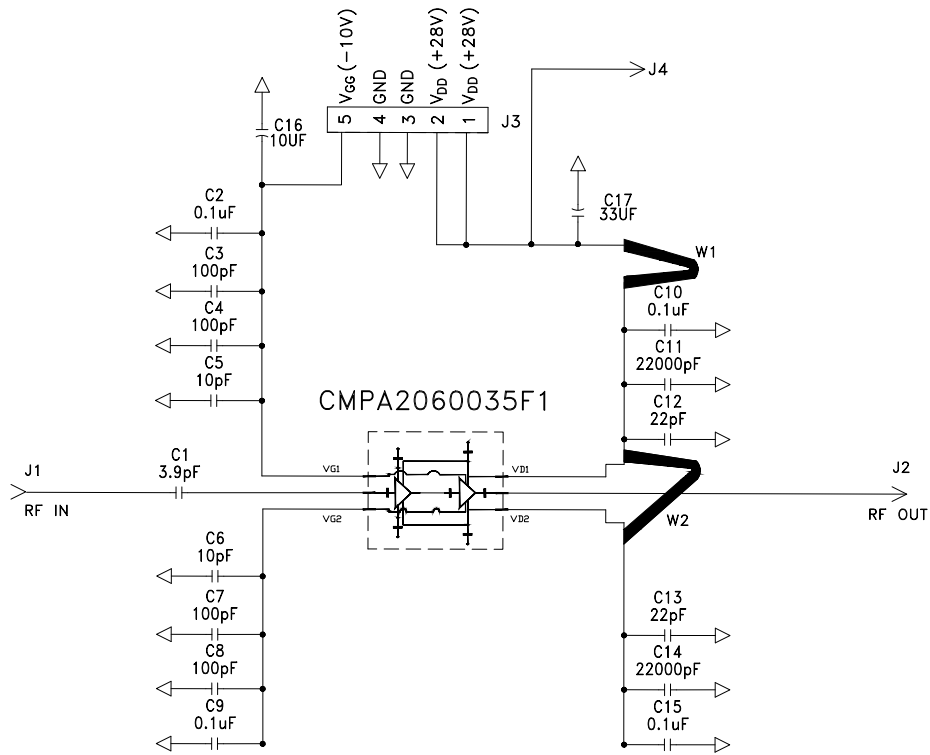 V_GG (-10V)
GND
GND
V_DD (+28V)
V_DD (+28V)
5
4
3
2
1
J3
J4
C16
10UF
C17
33UF
C2
0.1uF
C3
100pF
C4
100pF
C5
10pF
W1
C10
0.1uF
C11
22000pF
C12
22pF
CMPA2060035F1
J1
RF IN
C1
3.9pF
VG1
VG2
VD1
VD2
W2
J2
RF OUT
C6
10pF
C7
100pF
C8
100pF
C9
0.1uF
C13
22pF
C14
22000pF
C15
0.1uF